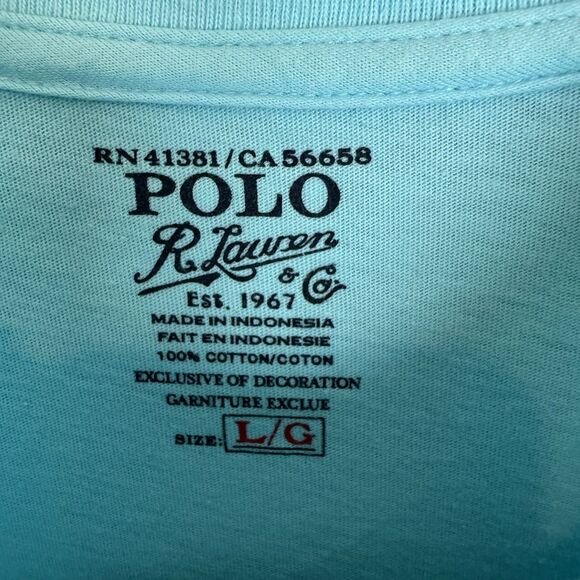 RN 41381/CA 56658
POLO
R. Lauren
& Co.
EST. 1967
MADE IN INDONESIA
FAIT EN INDONESIE
100% COTTON/COTON
EXCLUSIVE OF DECORATION
GARNITURE EXCLUE
SIZE: L/G